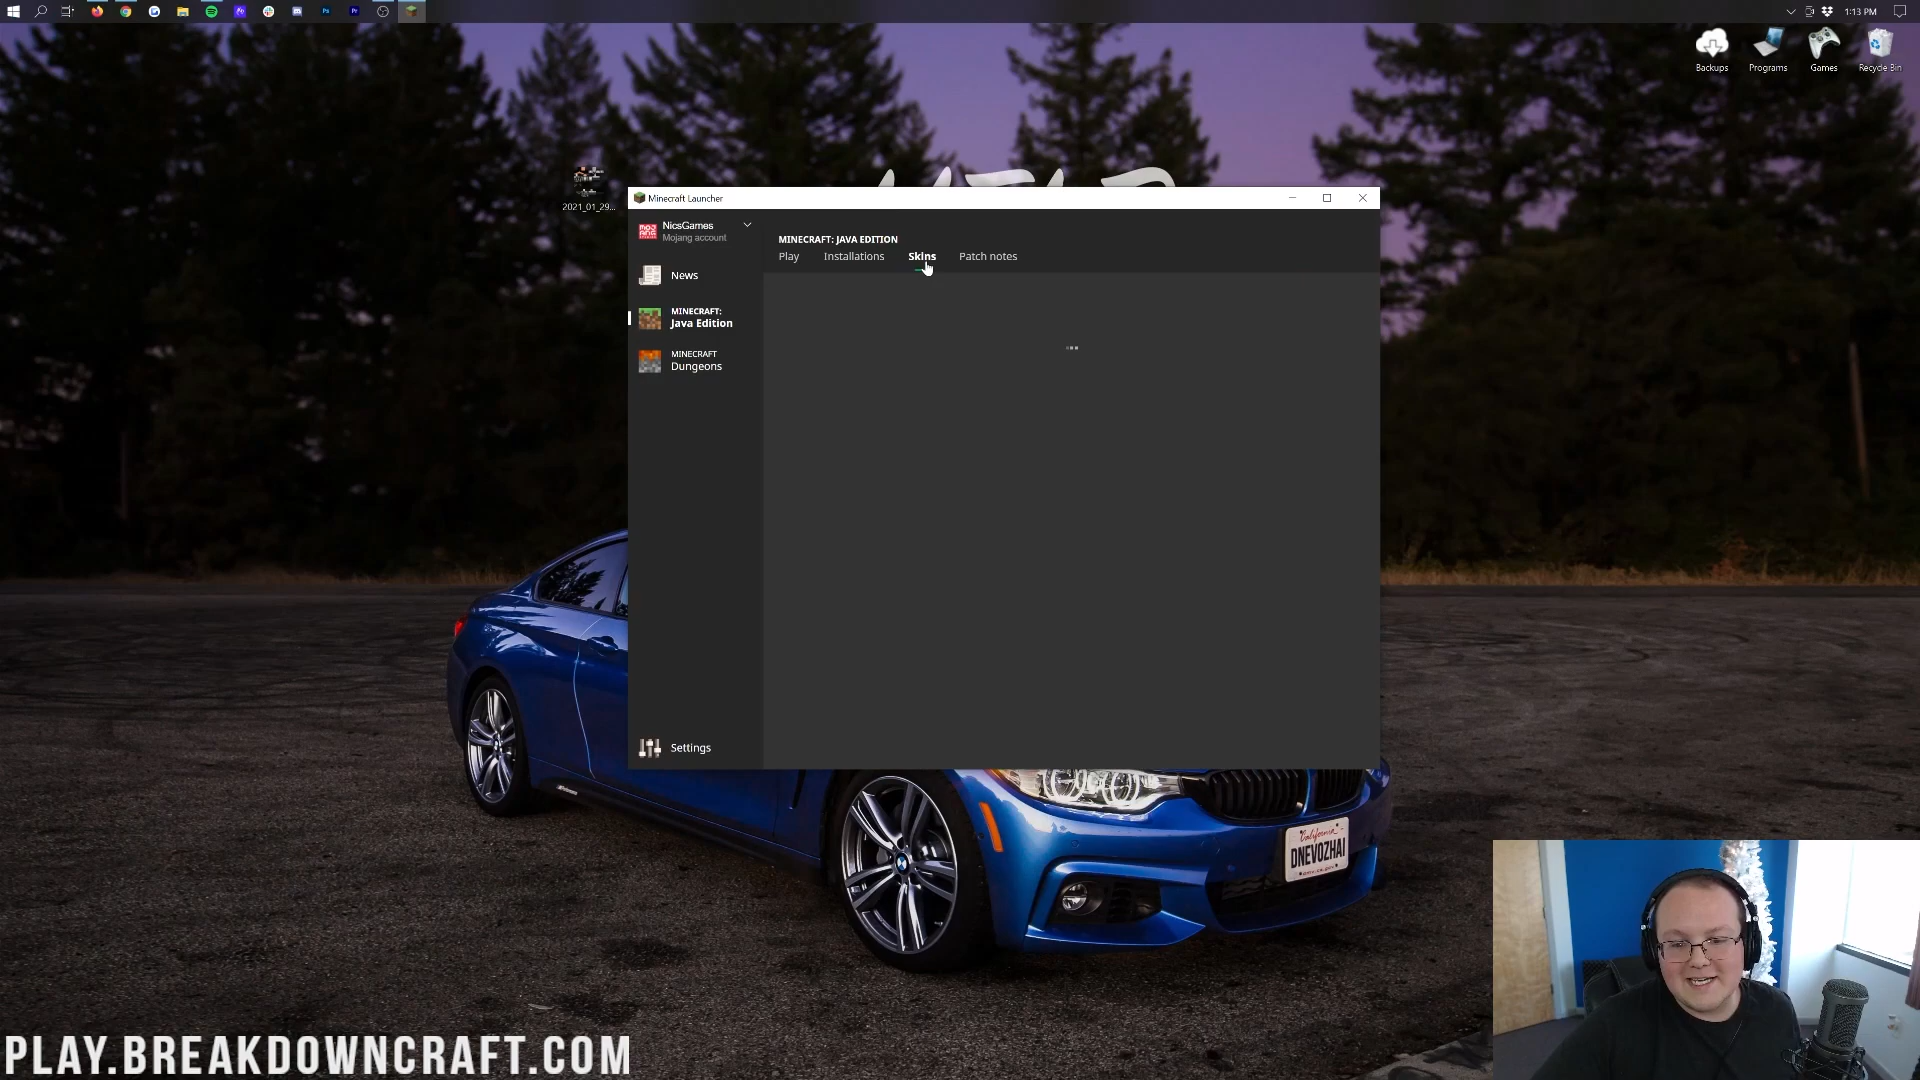 1:13 PM
Backups
Programs
Games
Recycle Bin
2021_01_29...
Minecraft Launcher
NicsGames
Mojang account
News
MINECRAFT:
Java Edition
MINECRAFT
Dungeons
Settings
MINECRAFT: JAVA EDITION
Play
Installations
Skins
Patch notes
California
DNEVOZHAI
PLAY.BREAKDOWNCRAFT.COM